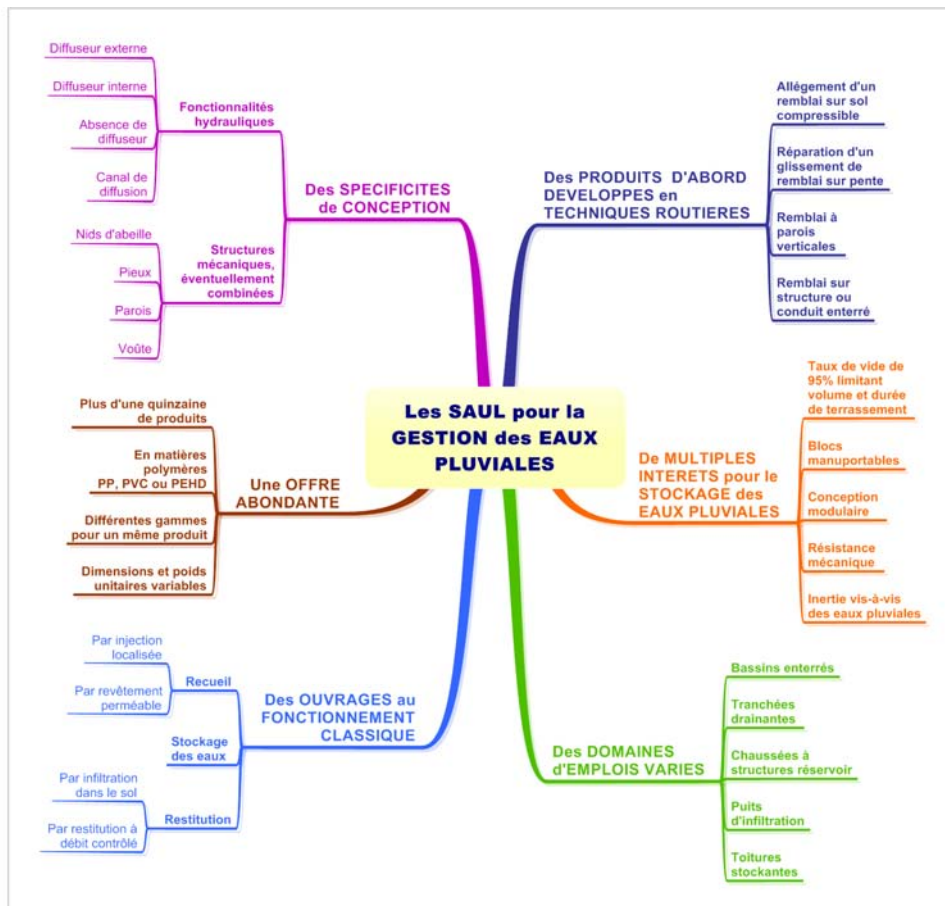 Les SAUL pour la
GESTION des EAUX
PLUVIALES
Des PRODUITS D'ABORD
DEVELOPPES en
TECHNIQUES ROUTIERES
Allégement d'un
remblai sur sol
compressible
Réparation d'un
glissement de
remblai sur pente
Remblai à
parois
verticales
Remblai sur
structure ou
conduit enterré
De MULTIPLES
INTERETS pour le
STOCKAGE des
EAUX PLUVIALES
Taux de vide de
95% limitant
volume et durée
de terrassement
Blocs
manuportables
Conception
modulaire
Résistance
mécanique
Inertie vis-à-vis
des eaux pluviales
Des DOMAINES
d'EMPLOIS VARIES
Bassins enterrés
Tranchées
drainantes
Chaussées à
structures réservoir
Puits
d'infiltration
Toitures
stockantes
Des OUVRAGES au
FONCTIONNEMENT
CLASSIQUE
Recueil
Par injection
localisée
Par revêtement
perméable
Stockage
des eaux
Restitution
Par infiltration
dans le sol
Par restitution à
débit contrôlé
Une OFFRE
ABONDANTE
Plus d'une quinzaine
de produits
En matières
polymères
PP, PVC ou PEHD
Différentes gammes
pour un même produit
Dimensions et poids
unitaires variables
Des SPECIFICITES
de CONCEPTION
Fonctionnalités
hydrauliques
Diffuseur externe
Diffuseur interne
Absence de
diffuseur
Canal de
diffusion
Structures
mécaniques,
éventuellement
combinées
Nids d'abeille
Pieux
Parois
Voûte